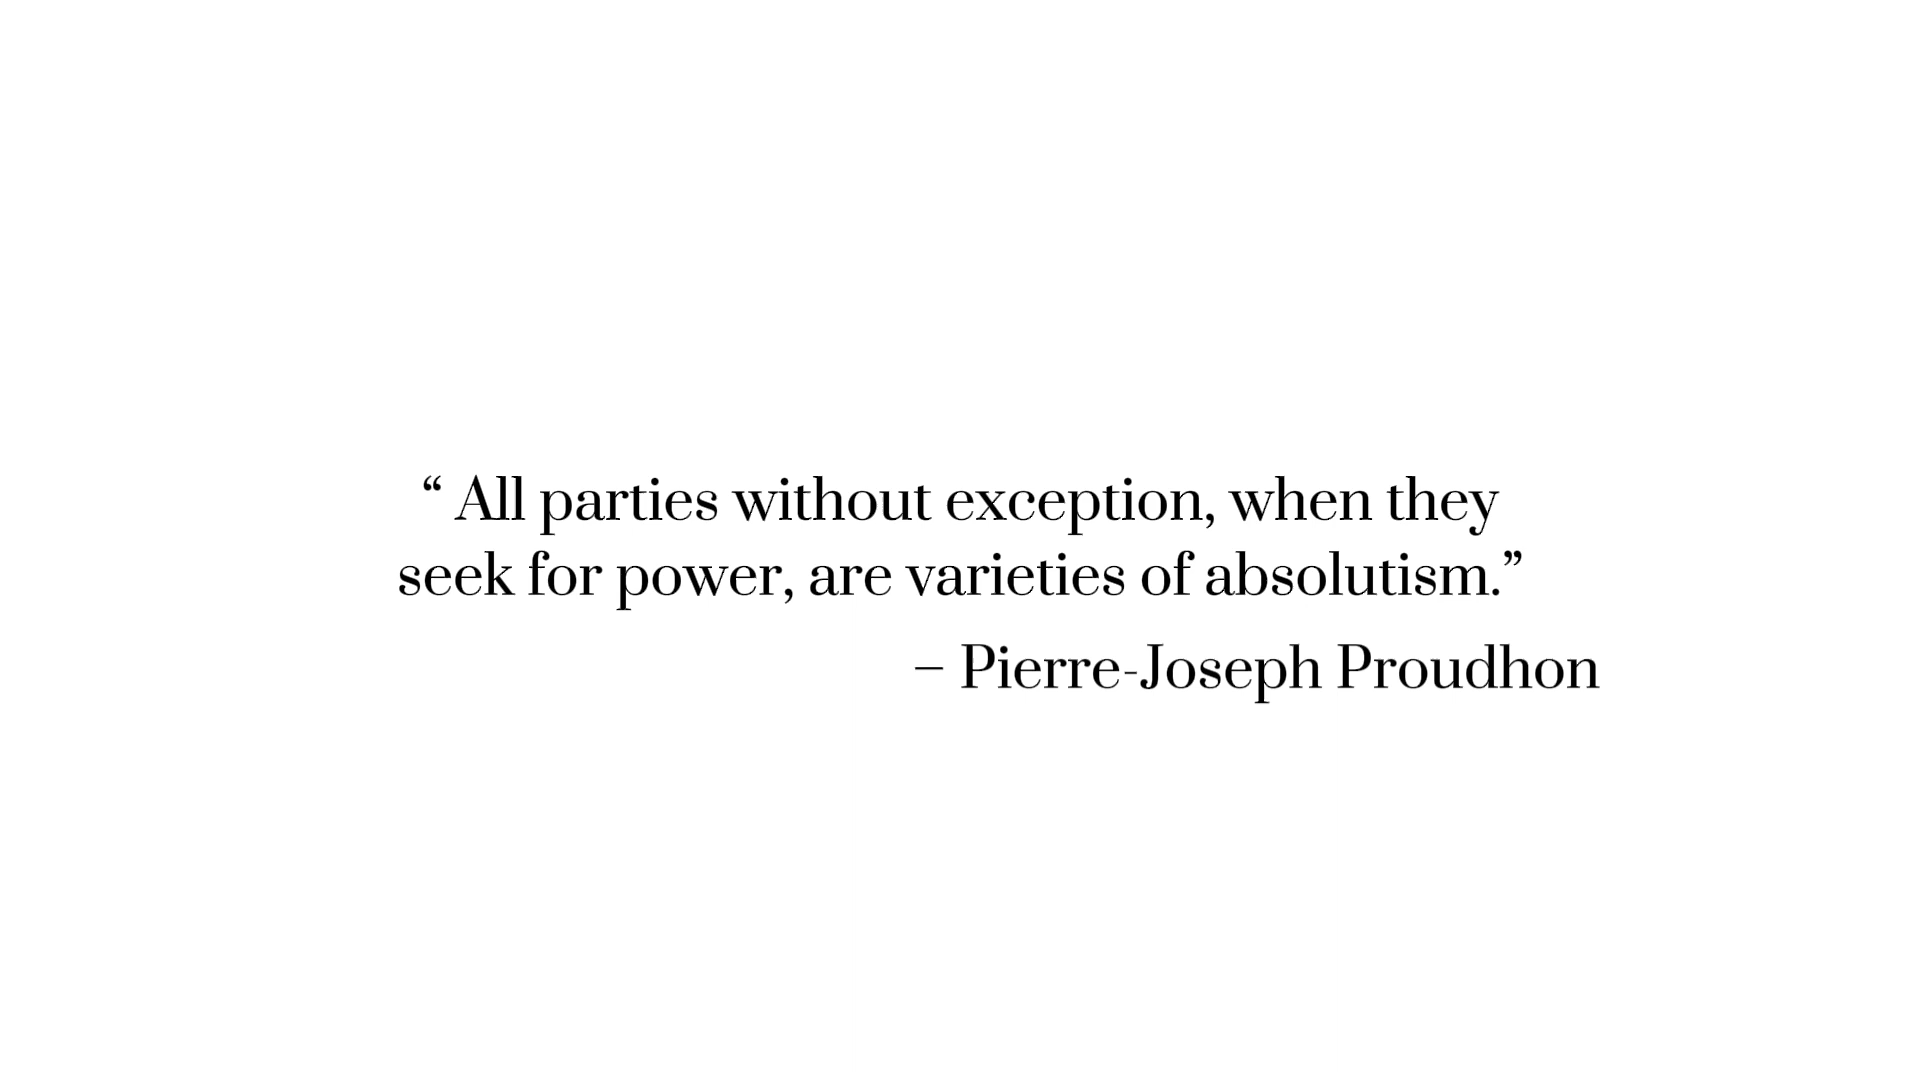 “ All parties without exception, when they
seek for power, are varieties of absolutism.”
– Pierre-Joseph Proudhon